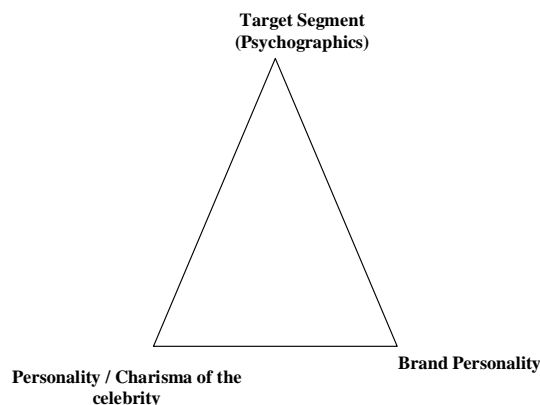 Target Segment
(Psychographics)
Brand Personality
Personality / Charisma of the
celebrity